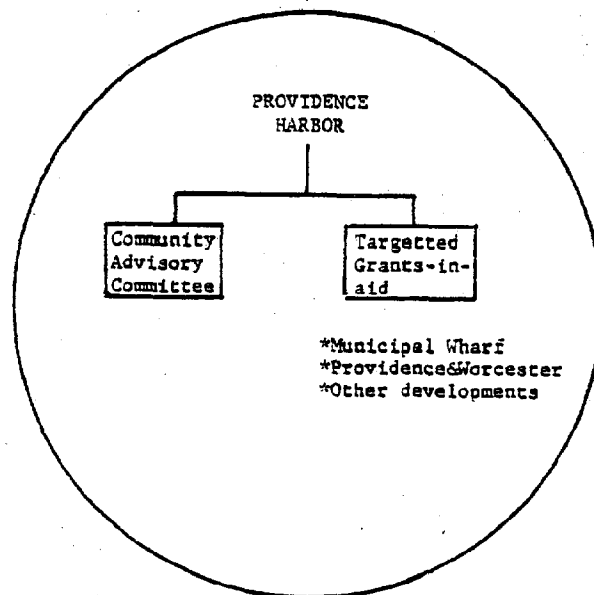 PROVIDENCE
HARBOR
Community
Advisory
Committee
Targetted
Grants-in-
aid
*Municipal Wharf
*Providence&Worcester
*Other developments